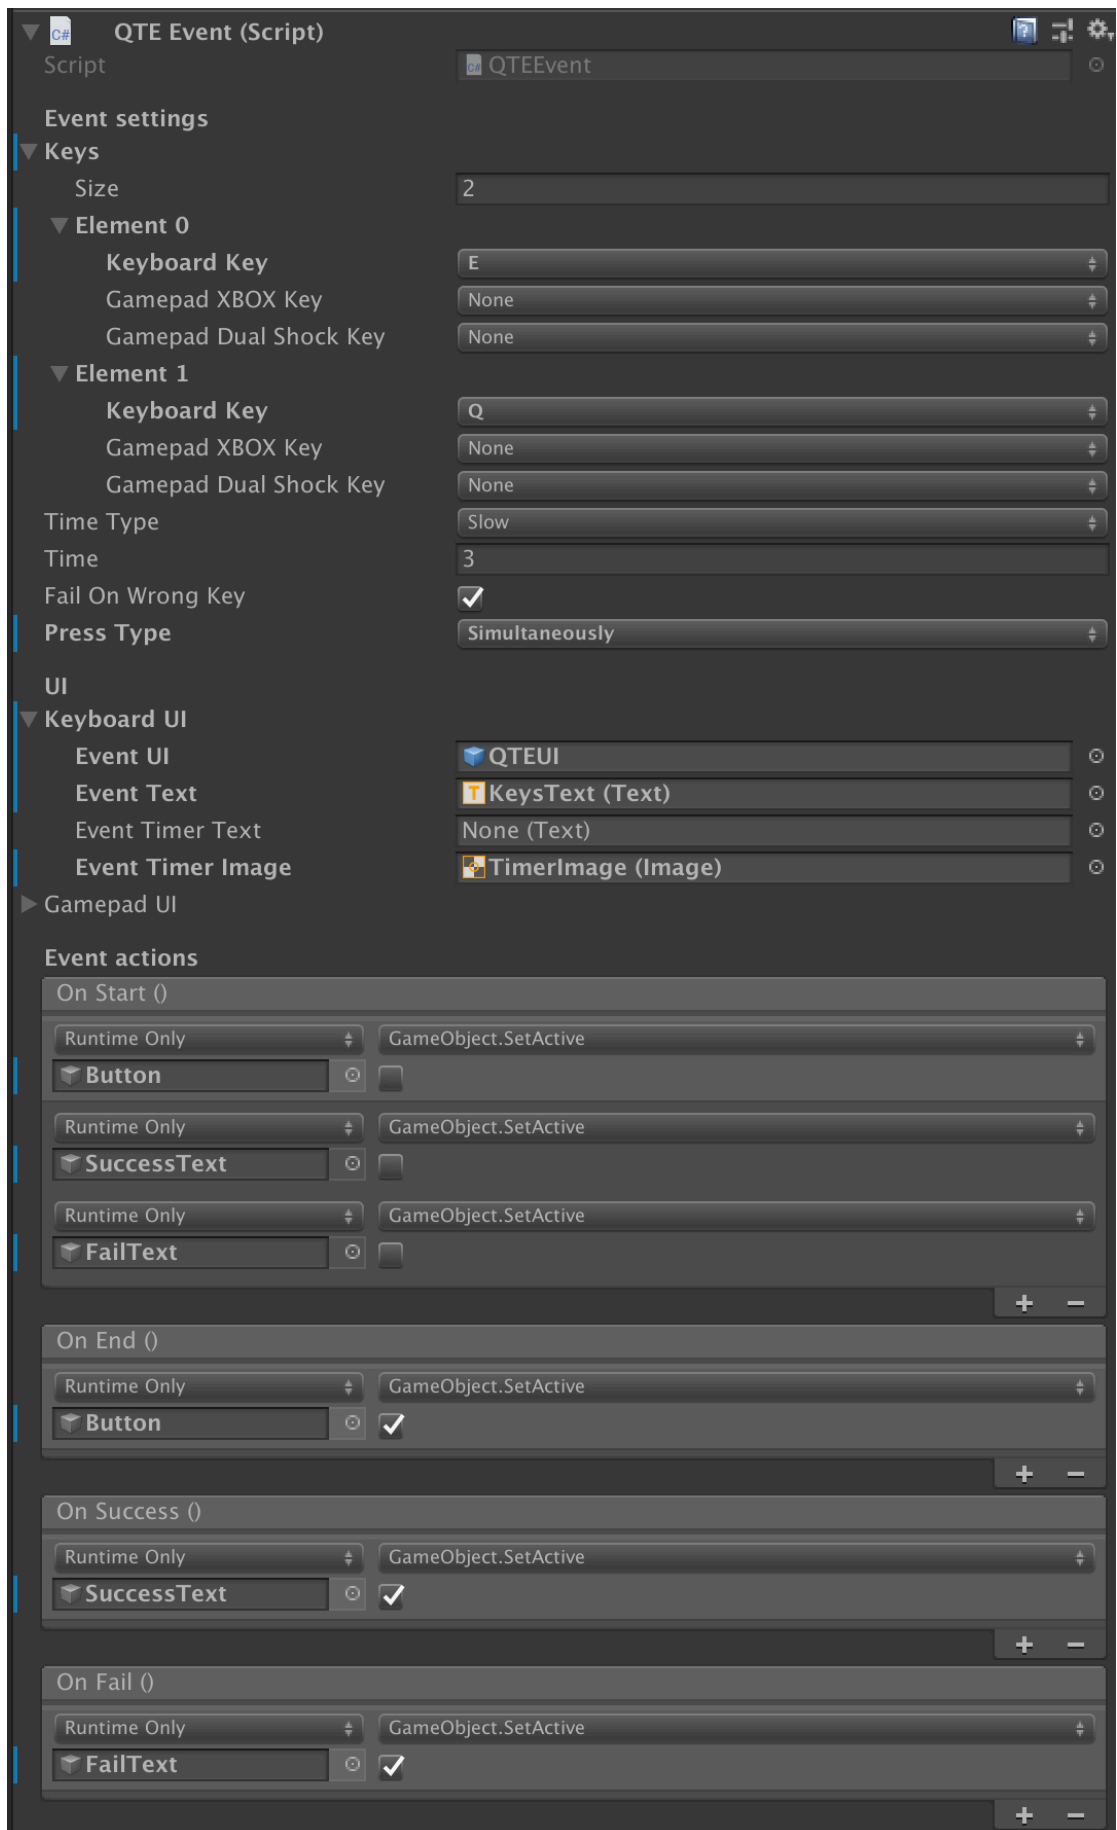 QTE Event (Script)
Script QTEEvent
Event settings
Keys
Size 2
Element 0
Keyboard Key E
Gamepad XBOX Key None
Gamepad Dual Shock Key None
Element 1
Keyboard Key Q
Gamepad XBOX Key None
Gamepad Dual Shock Key None
Time Type Slow
Time 3
Fail On Wrong Key
Press Type Simultaneously
UI
Keyboard UI
Event UI QTEUI
Event Text KeysText (Text)
Event Timer Text None (Text)
Event Timer Image TimerImage (Image)
Gamepad UI
Event actions
On Start ()
Runtime Only GameObject.SetActive
Button
Runtime Only GameObject.SetActive
SuccessText
Runtime Only GameObject.SetActive
FailText
+ −
On End ()
Runtime Only GameObject.SetActive
Button
+ −
On Success ()
Runtime Only GameObject.SetActive
SuccessText
+ −
On Fail ()
Runtime Only GameObject.SetActive
FailText
+ −